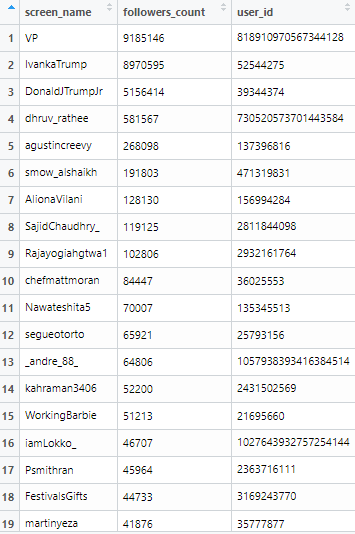 screen_name followers_count user_id
1 VP 9185146 818910970567344128
2 IvankaTrump 8970595 52544275
3 DonaldJTrumpJr 5156414 39344374
4 dhruv_rathee 581567 730520573701443584
5 agustincreevy 268098 137396816
6 smow_alshaikh 191803 471319831
7 AlionaVilani 128130 156994284
8 SajidChaudhry_ 119125 2811844098
9 Rajayogiahgtwa1 102806 2932161764
10 chefmattmoran 84447 36025553
11 Nawateshita5 70007 135345513
12 segueotorto 65921 25793156
13 _andre_88_ 64806 1057938393416384514
14 kahraman3406 52200 2431502569
15 WorkingBarbie 51213 21695660
16 iamLokko_ 46707 1027643932757254144
17 Psmithran 45964 2363716111
18 FestivalsGifts 44733 3169243770
19 martinyeza 41876 35777877